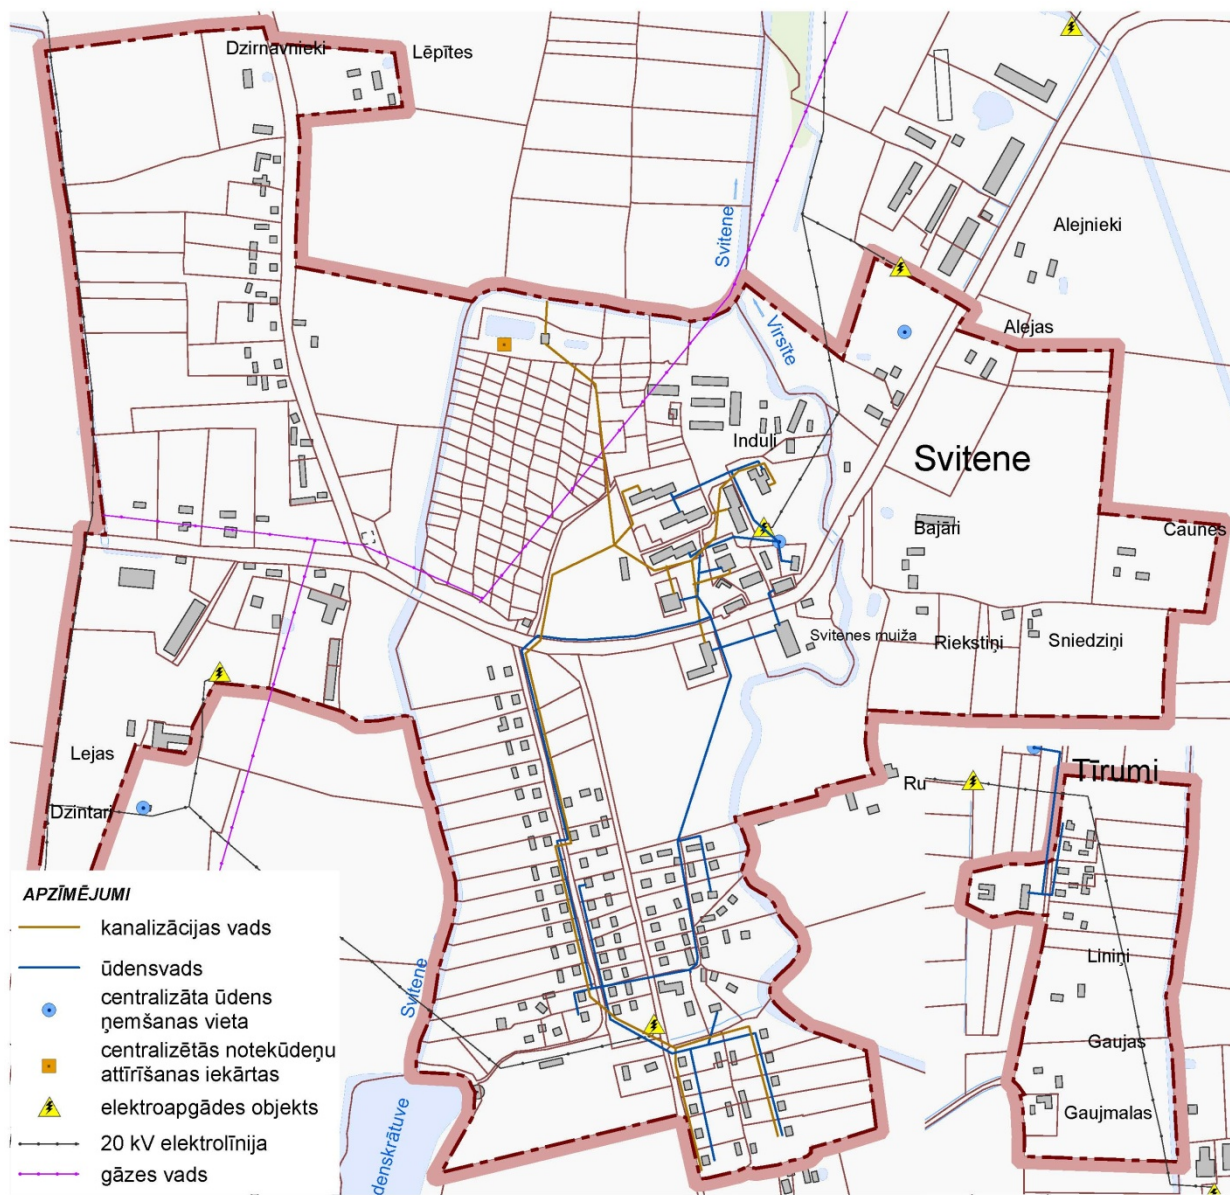 Dzirnavnieki
Lēpītes
Svitene
Alejnieki
Virsīte
Alejas
Induļi
Svitene
Bajāri
Caunes
Svitenes muiža
Riekstiņi
Sniedziņi
Lejas
Dzintari
Ru
Tīrumi
Liniņi
Gaujas
Gaujmalas
Svitene
denskrātuve
APZĪMĒJUMI
kanalizācijas vads
ūdensvads
centralizāta ūdens
ņemšanas vieta
centralizētās notekūdeņu
attīrīšanas iekārtas
elektroapgādes objekts
20 kV elektrolīnija
gāzes vads